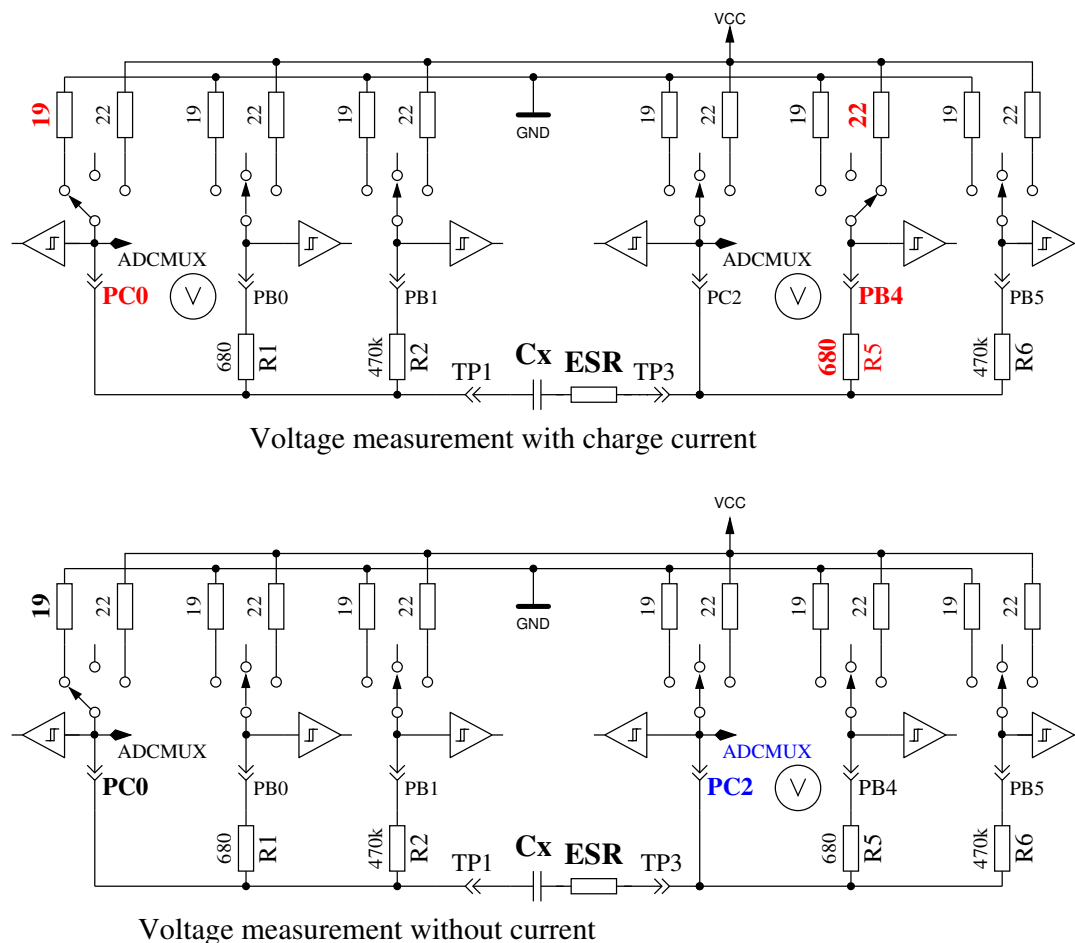 VCC
19 22 19 22 19 22 19 22 19 22 19 22
GND
ADCMUX ADCMUX
PC0 V PB0 PB1 PC2 V PB4 PB5
680 R1 470k R2 680 R5 470k R6
TP1 Cx ESR TP3
Voltage measurement with charge current
VCC
19 22 19 22 19 22 19 22 19 22 19 22
GND
ADCMUX ADCMUX
PC0 PB0 PB1 PC2 V PB4 PB5
680 R1 470k R2 680 R5 470k R6
TP1 Cx ESR TP3
Voltage measurement without current